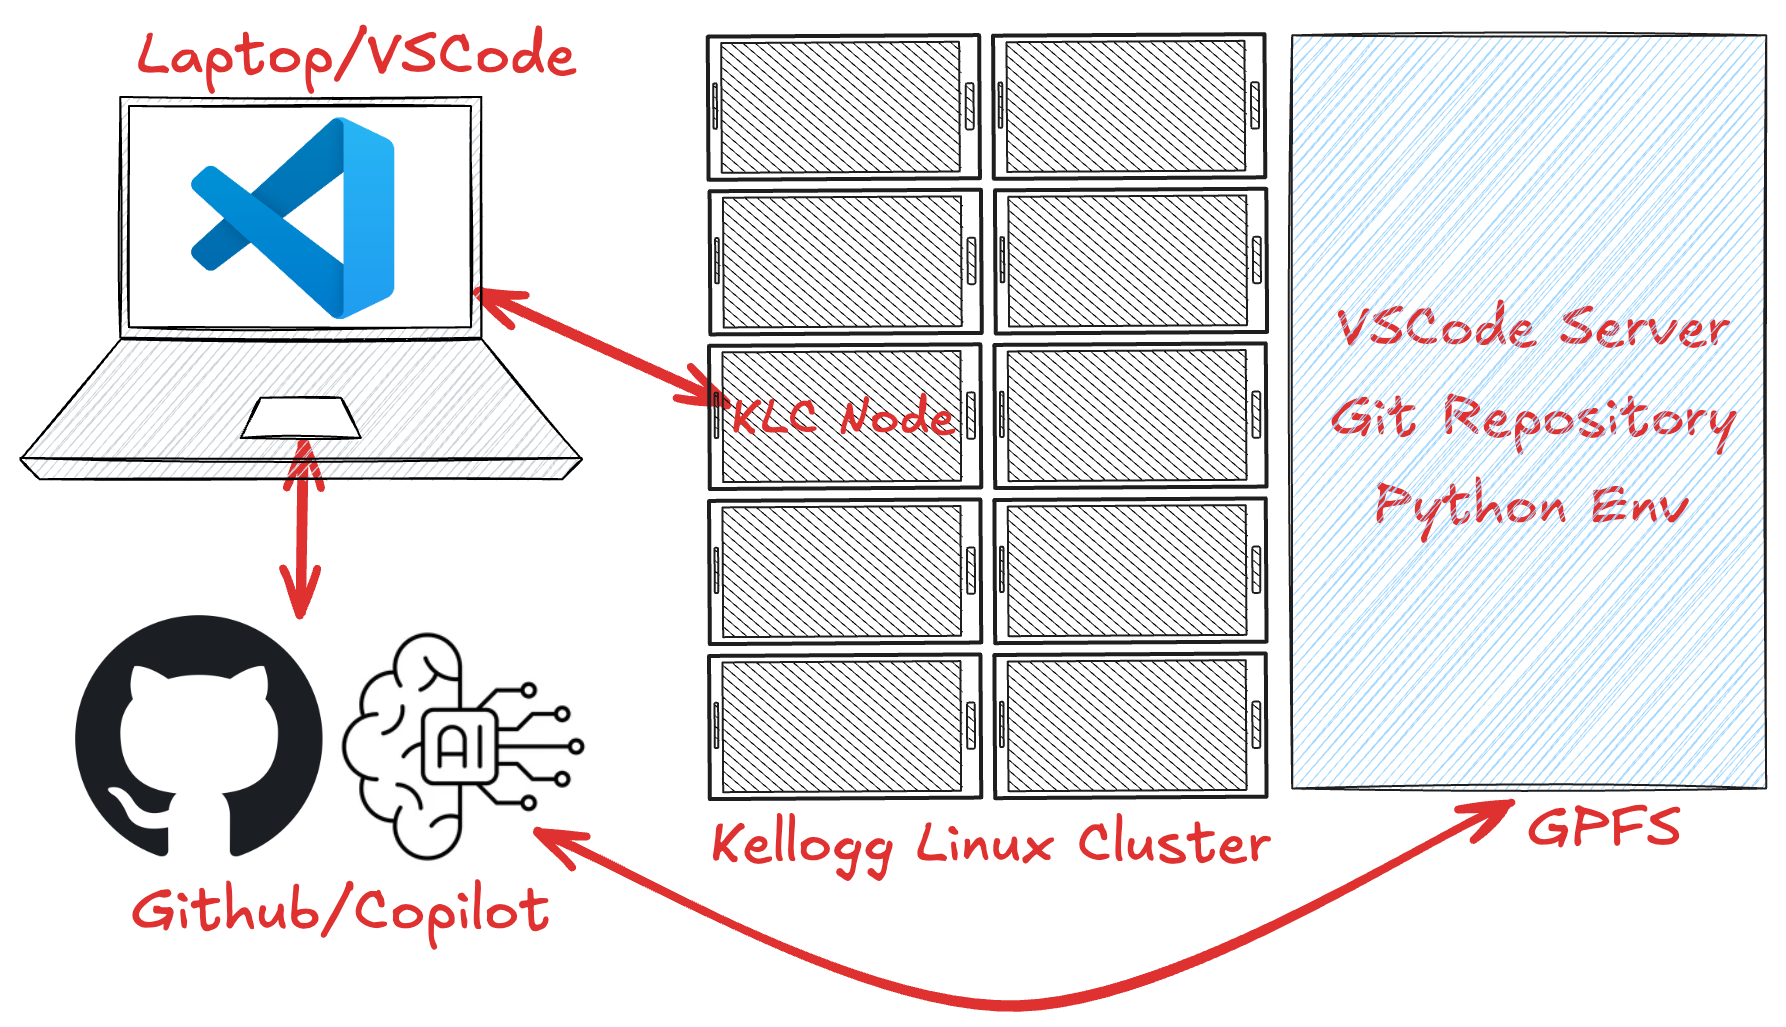 Laptop/VSCode
KLC Node
VSCode Server
Git Repository
Python Env
AI
Kellogg Linux Cluster
GPFS
Github/Copilot